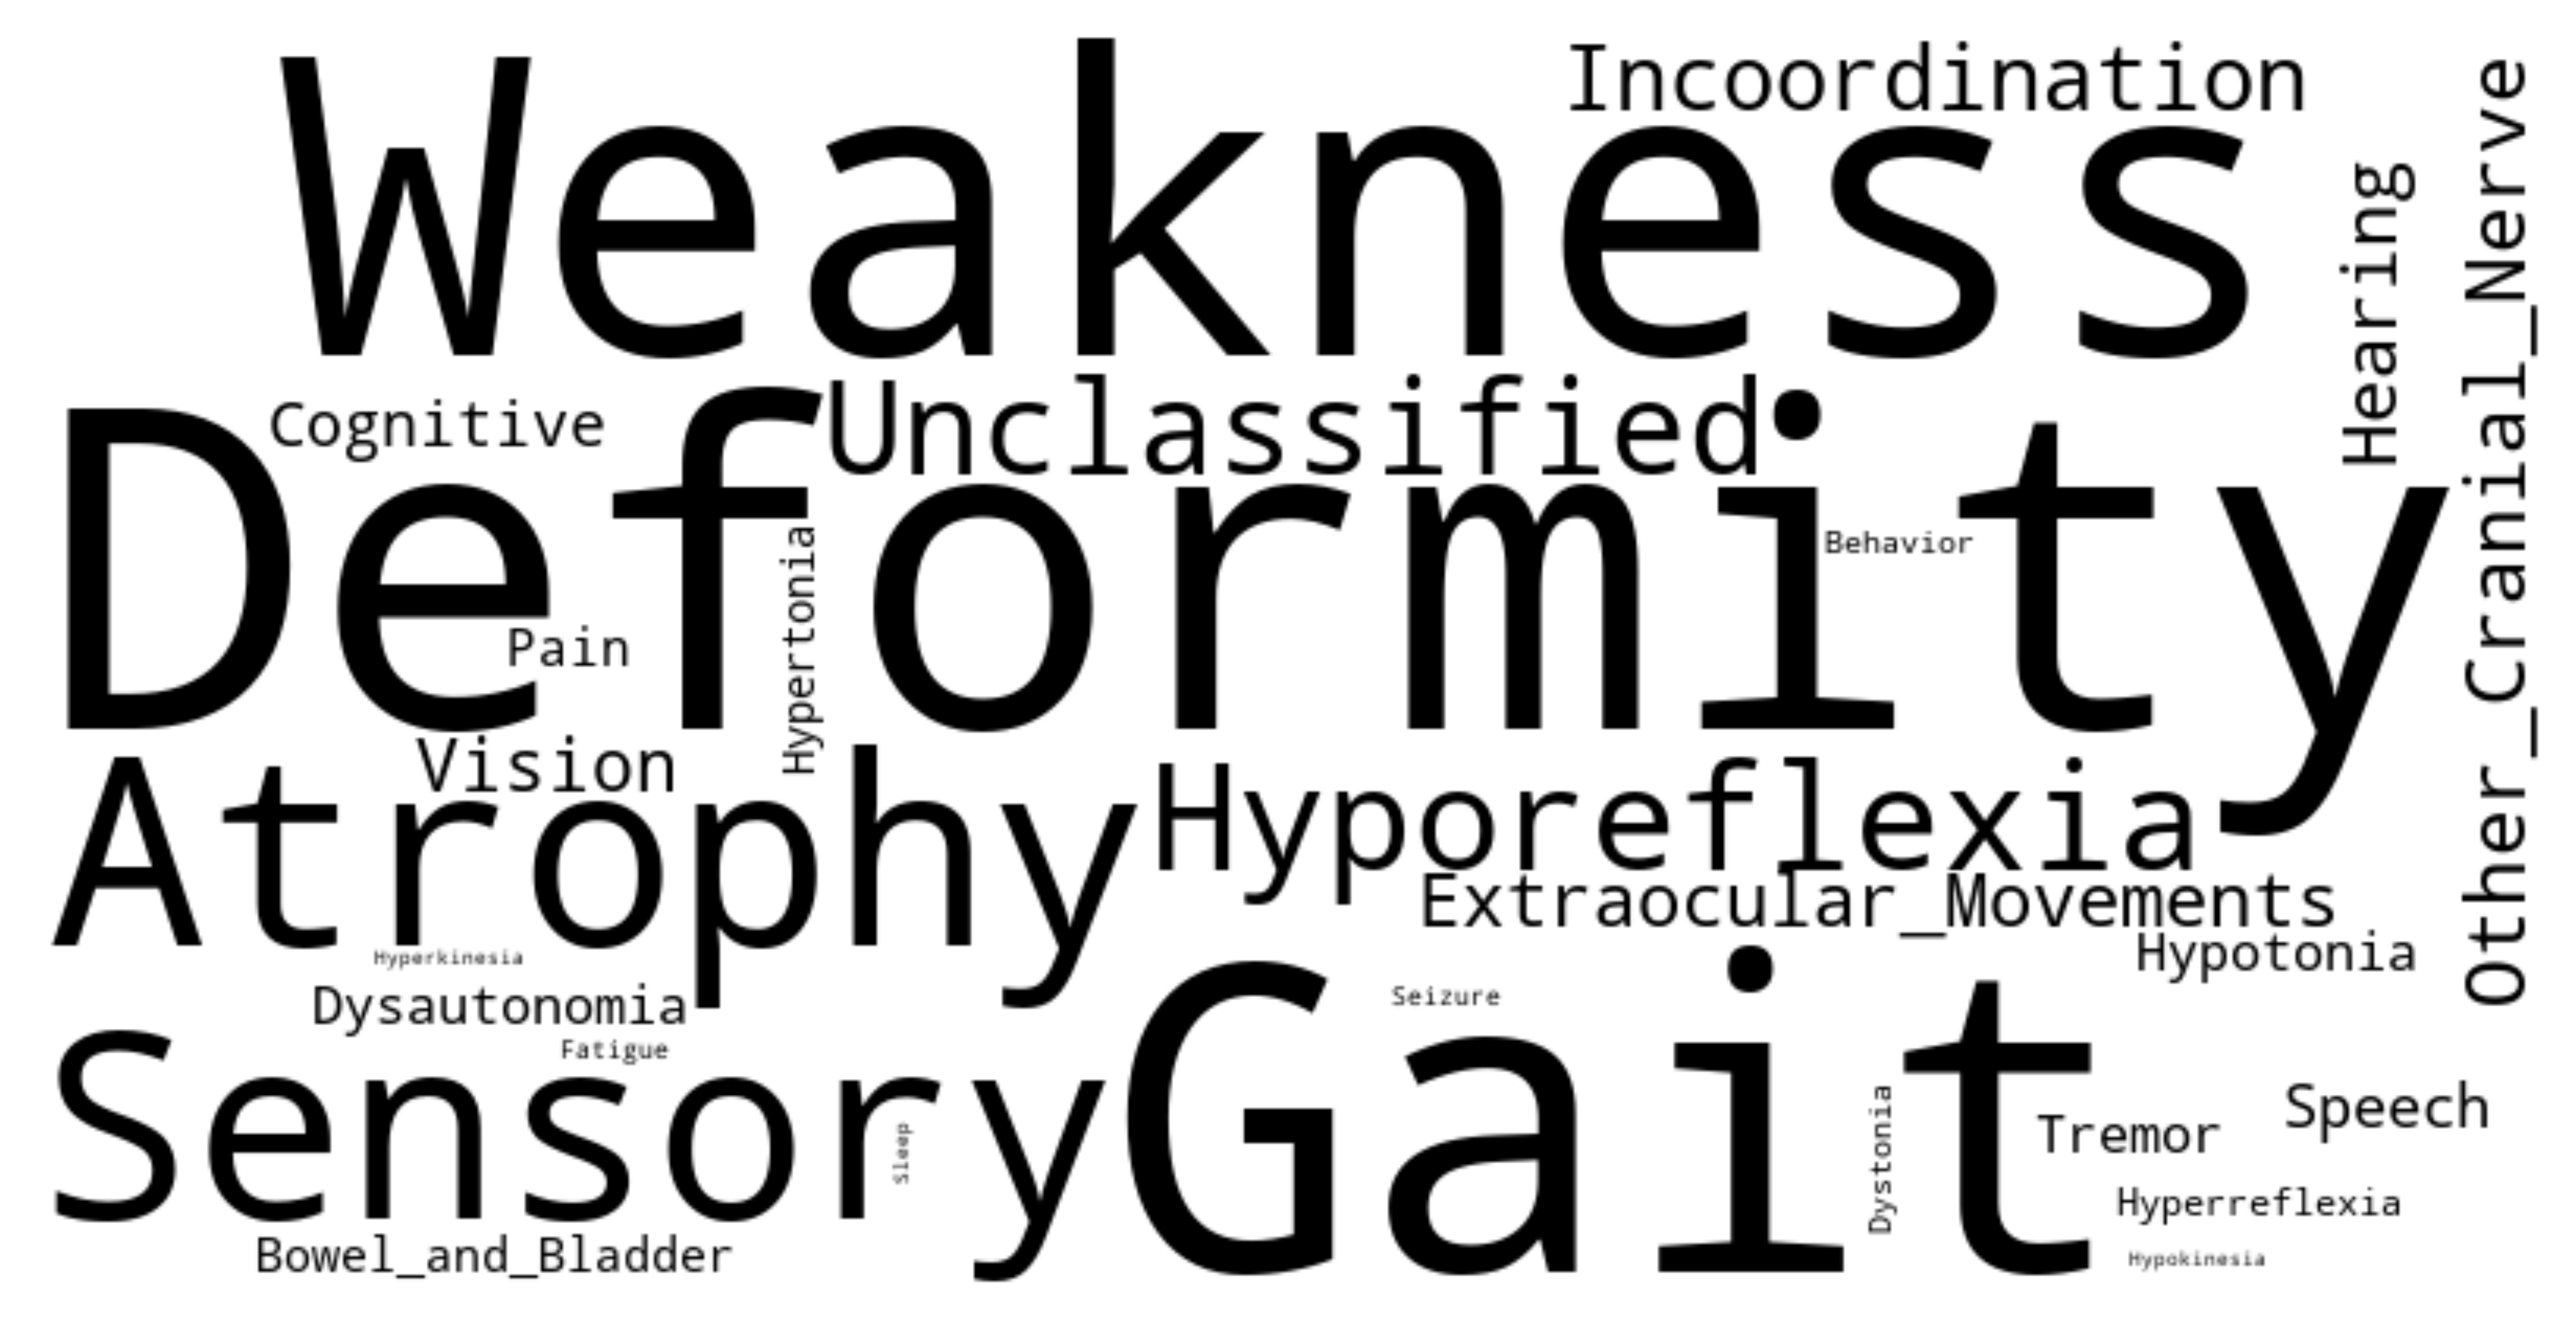 Weakness
Incoordination
Hearing
Other_Cranial_Nerve
Cognitive
Unclassified
Deformity
Behavior
Pain
Hypertonia
Vision
Atrophy
Hyporeflexia
Extraocular_Movements
Hypotonia
Hyperkinesia
Dysautonomia
Seizure
Fatigue
Sensory
Sleep
Gait
Dystonia
Tremor
Speech
Hyperreflexia
Bowel_and_Bladder
Hypokinesia